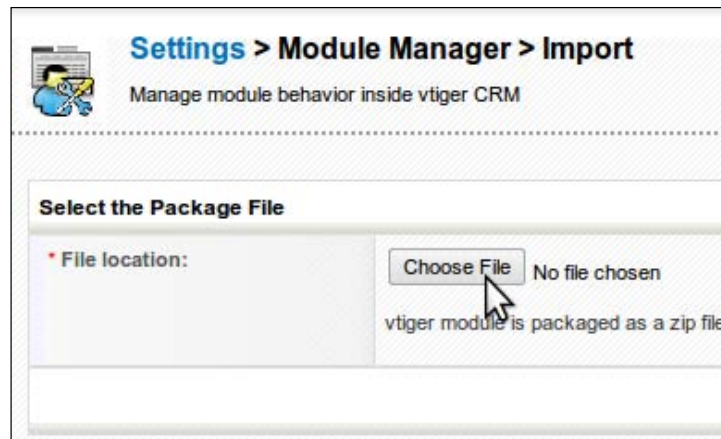 Settings > Module Manager > Import
Manage module behavior inside vtiger CRM
Select the Package File
* File location:
Choose File No file chosen
vtiger module is packaged as a zip file